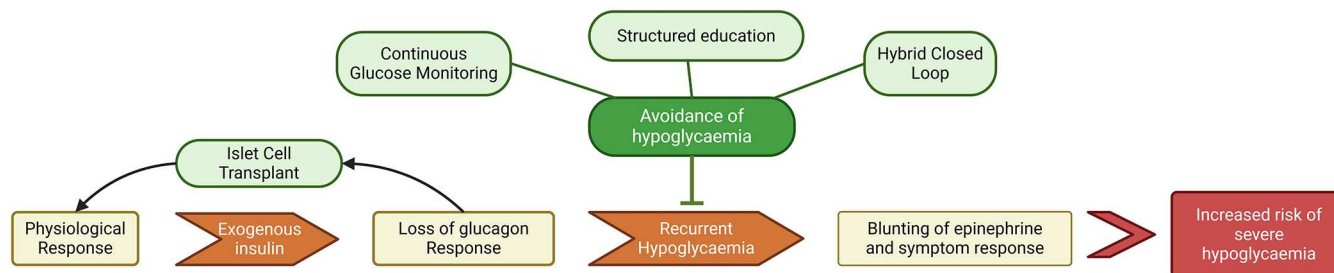 Structured education
Continuous
Glucose Monitoring
Hybrid Closed
Loop
Avoidance of
hypoglycaemia
Islet Cell
Transplant
Physiological
Response
Exogenous
insulin
Loss of glucagon
Response
Recurrent
Hypoglycaemia
Blunting of epinephrine
and symptom response
Increased risk of
severe
hypoglycaemia